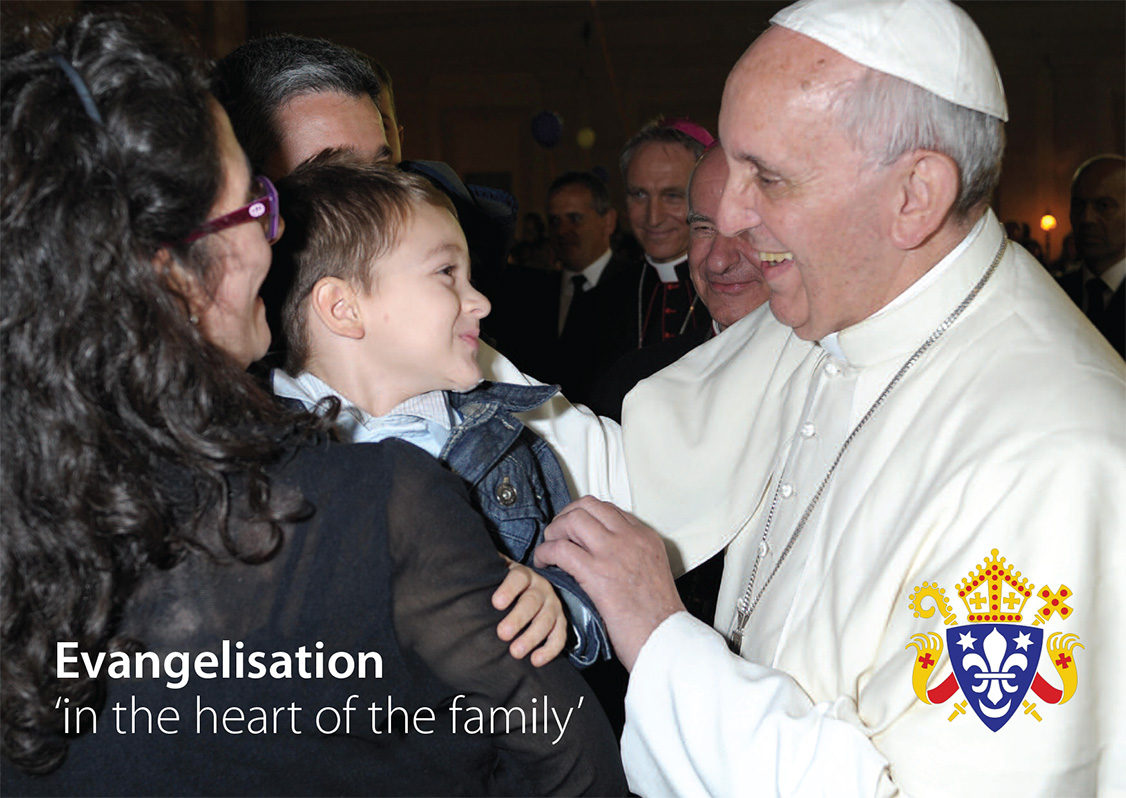 Evangelisation
‘in the heart of the family’